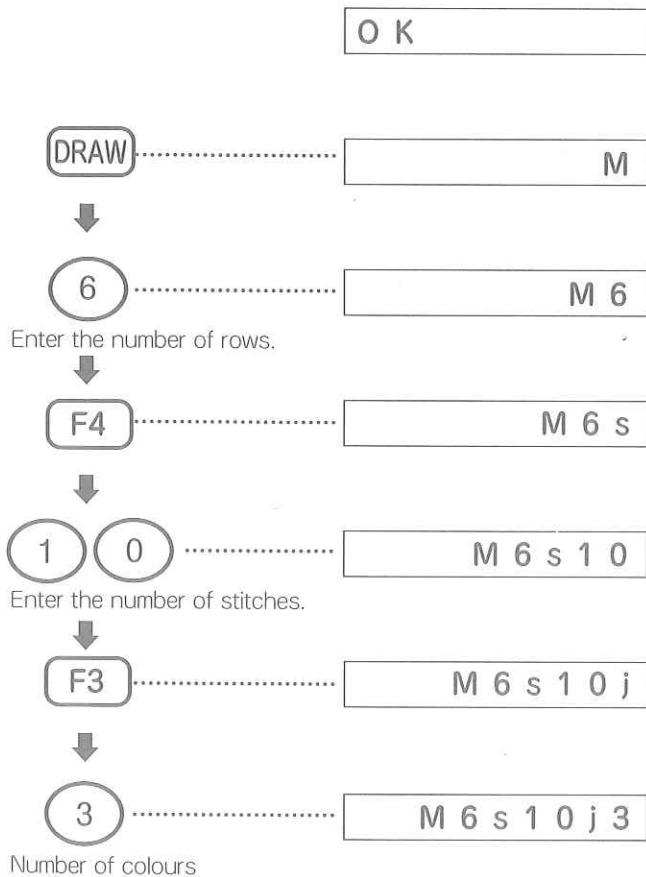 O K
DRAW M
6 M 6
Enter the number of rows.
F4 M 6 s
1 0 M 6 s 1 0
Enter the number of stitches.
F3 M 6 s 1 0 j
3 M 6 s 1 0 j 3
Number of colours